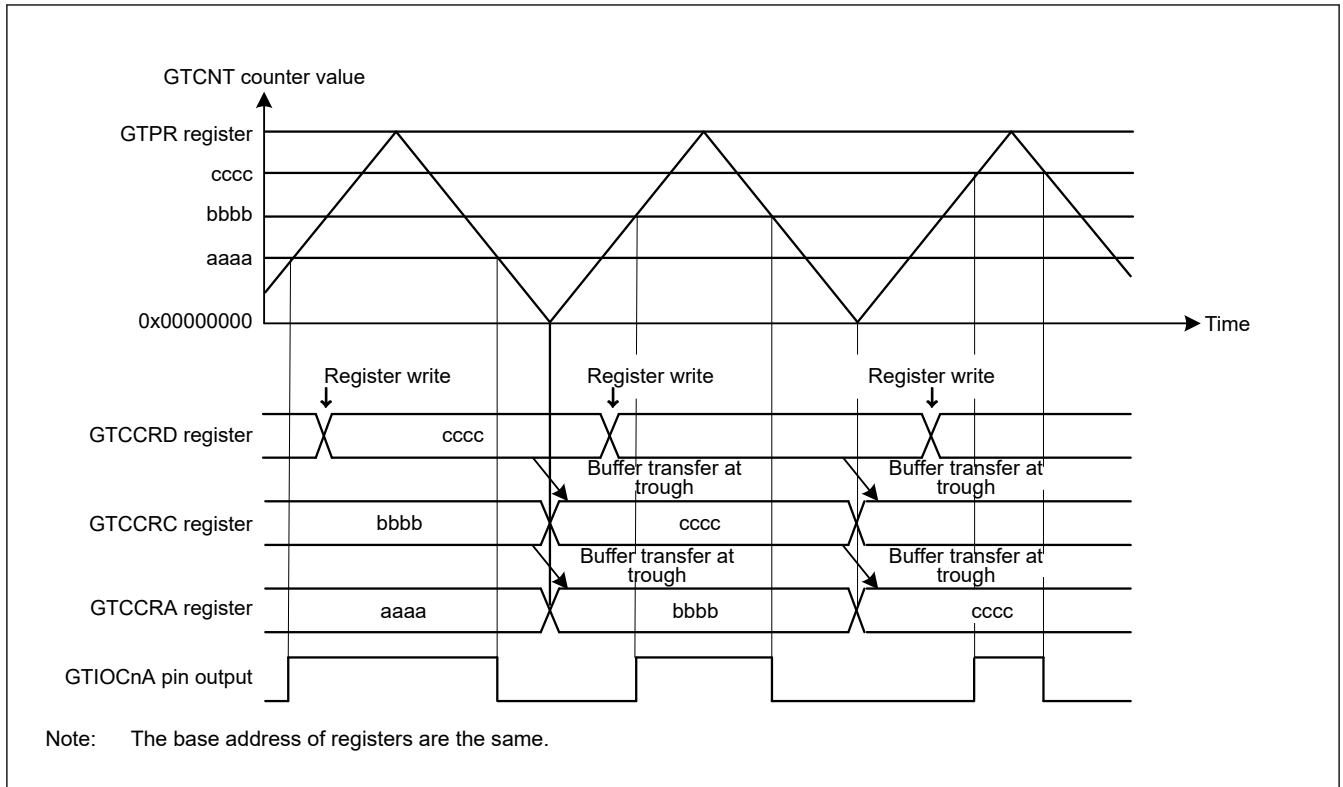 GTCNT counter value
GTPR register
cccc
bbbb
aaaa
0x00000000
Time
Register write
Register write
Register write
GTCCRD register
cccc
Buffer transfer at
trough
Buffer transfer at
trough
GTCCRC register
bbbb
cccc
Buffer transfer at
trough
Buffer transfer at
trough
GTCCRA register
aaaa
bbbb
cccc
GTIOCnA pin output
Note: The base address of registers are the same.